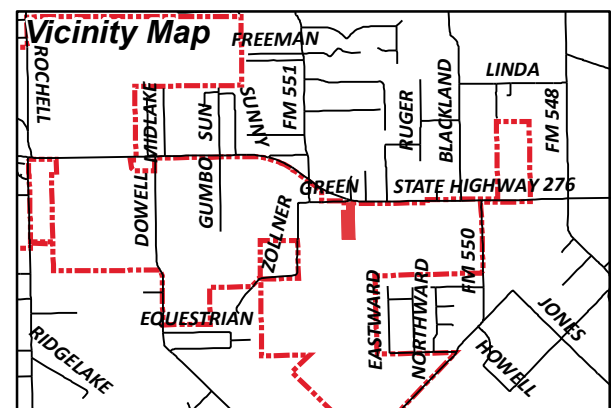 Vicinity Map
FREEMAN
ROCHELL
MIDLAKE
SUN
SUNNY
FM 551
RUGER
BLACKLAND
LINDA
FM 548
DOWELL
GUMBO
GREEN
STATE HIGHWAY 276
ZOLLNER
EQUESTRIAN
EASTWARD
NORTHWARD
FM 550
JONES
HOWELL
RIDGELAKE